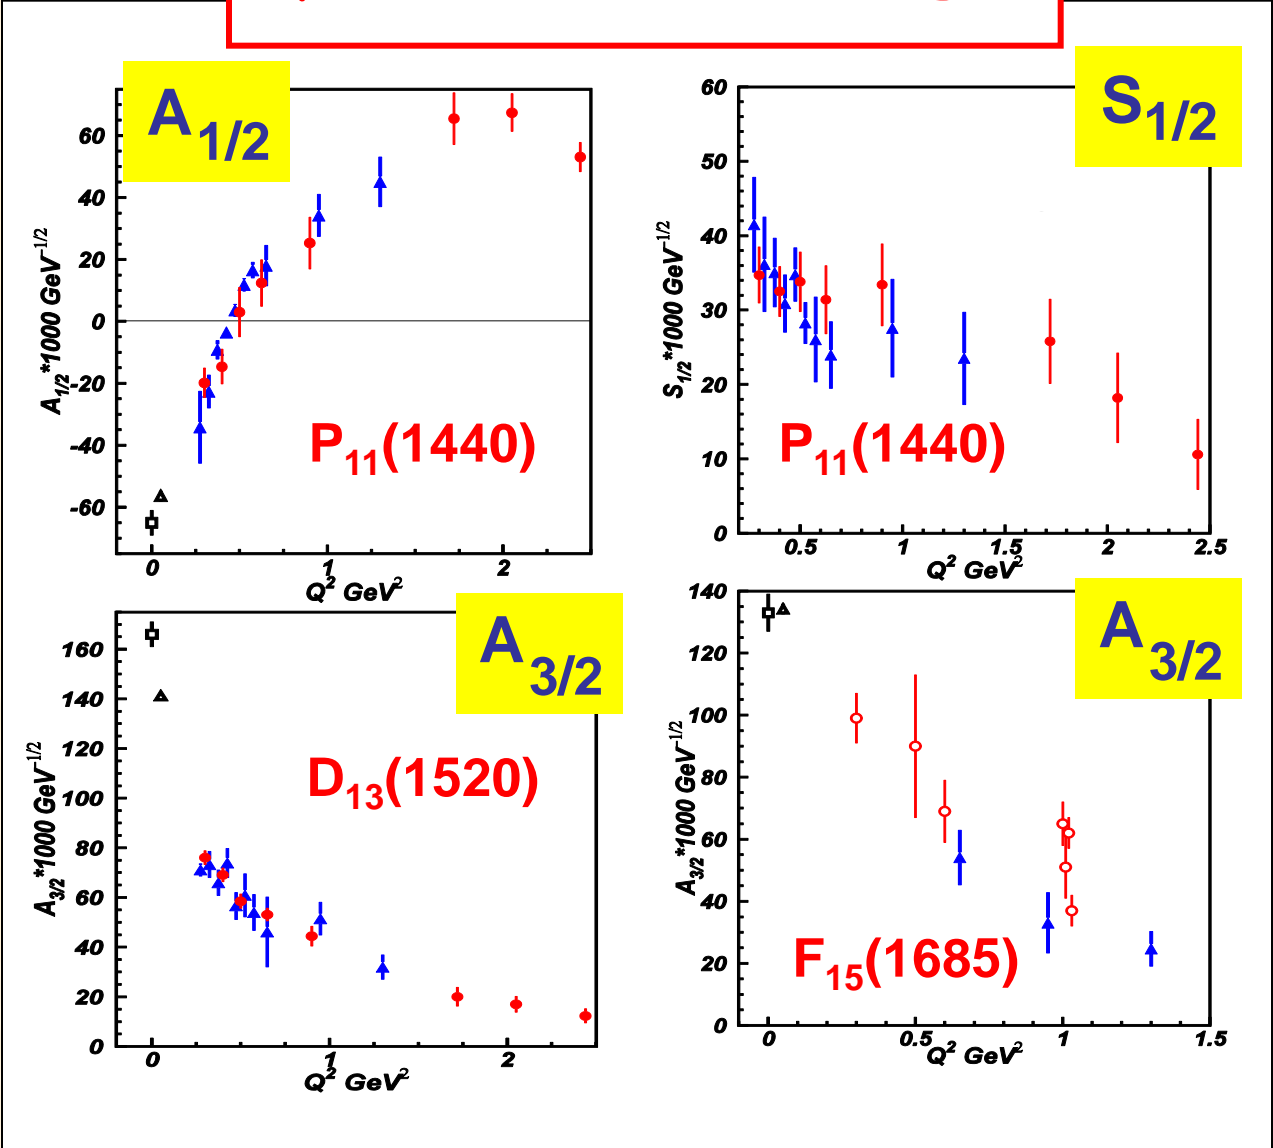 A1/2
60
40
20
0
-20
-40
-60
A1/2*1000 GeV-1/2
P11(1440)
0 1 2
Q2 GeV2
S1/2
60
50
40
30
20
10
0
S1/2*1000 GeV-1/2
P11(1440)
0.5 1 1.5 2 2.5
Q2 GeV2
A3/2
160
140
120
100
80
60
40
20
0
A3/2*1000 GeV-1/2
D13(1520)
0 1 2
Q2 GeV2
A3/2
140
120
100
80
60
40
20
0
A3/2*1000 GeV-1/2
F15(1685)
0 0.5 1 1.5
Q2 GeV2